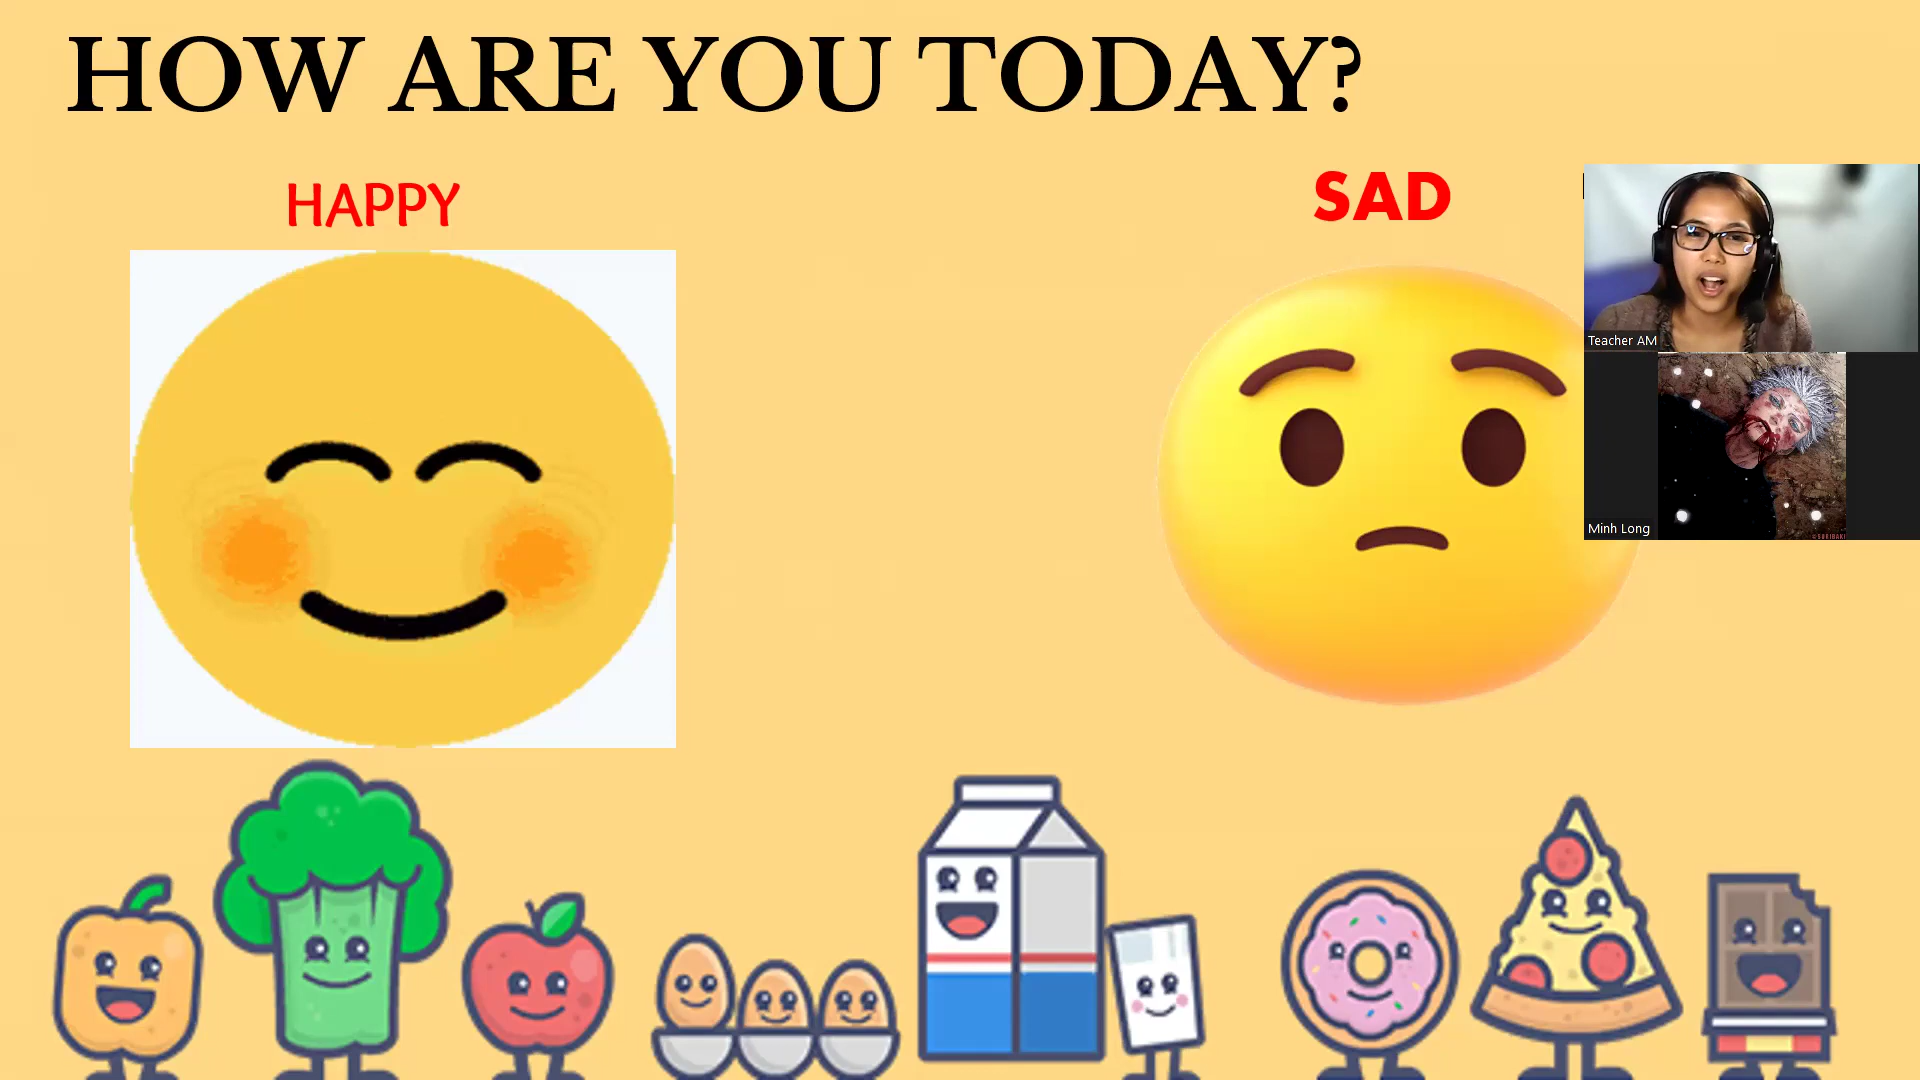 HOW ARE YOU TODAY?
HAPPY
SAD
Teacher AM
Minh Long